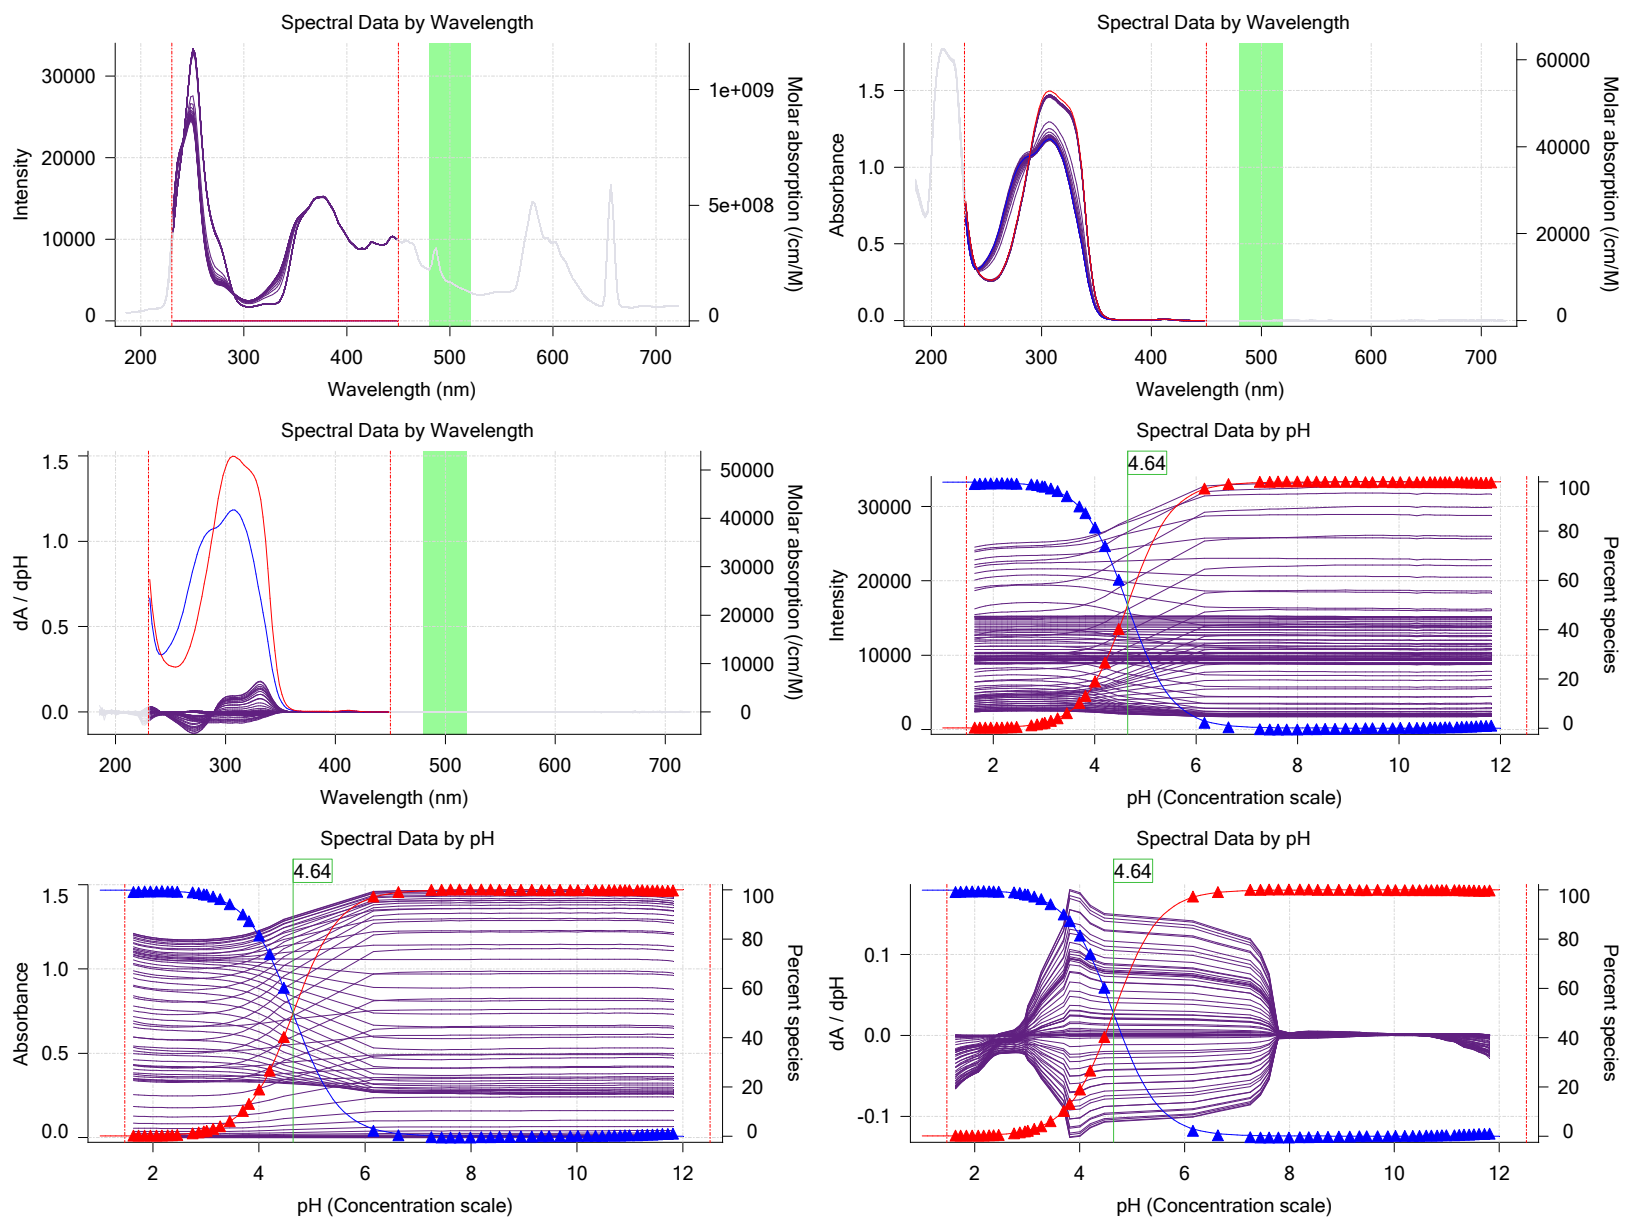 Spectral Data by Wavelength
30000
20000
10000
0
Intensity
1e+009
5e+008
0
Molar absorption (/cm/M)
200 300 400 500 600 700
Wavelength (nm)
Spectral Data by Wavelength
1.5
1.0
0.5
0.0
Absorbance
60000
40000
20000
0
Molar absorption (/cm/M)
200 300 400 500 600 700
Wavelength (nm)
Spectral Data by Wavelength
1.5
1.0
0.5
0.0
dA / dpH
50000
40000
30000
20000
10000
0
Molar absorption (/cm/M)
200 300 400 500 600 700
Wavelength (nm)
Spectral Data by pH
4.64
30000
20000
10000
0
Intensity
100
80
60
40
20
0
Percent species
2 4 6 8 10 12
pH (Concentration scale)
Spectral Data by pH
4.64
1.5
1.0
0.5
0.0
Absorbance
100
80
60
40
20
0
Percent species
2 4 6 8 10 12
pH (Concentration scale)
Spectral Data by pH
4.64
0.1
0.0
-0.1
dA / dpH
100
80
60
40
20
0
Percent species
2 4 6 8 10 12
pH (Concentration scale)